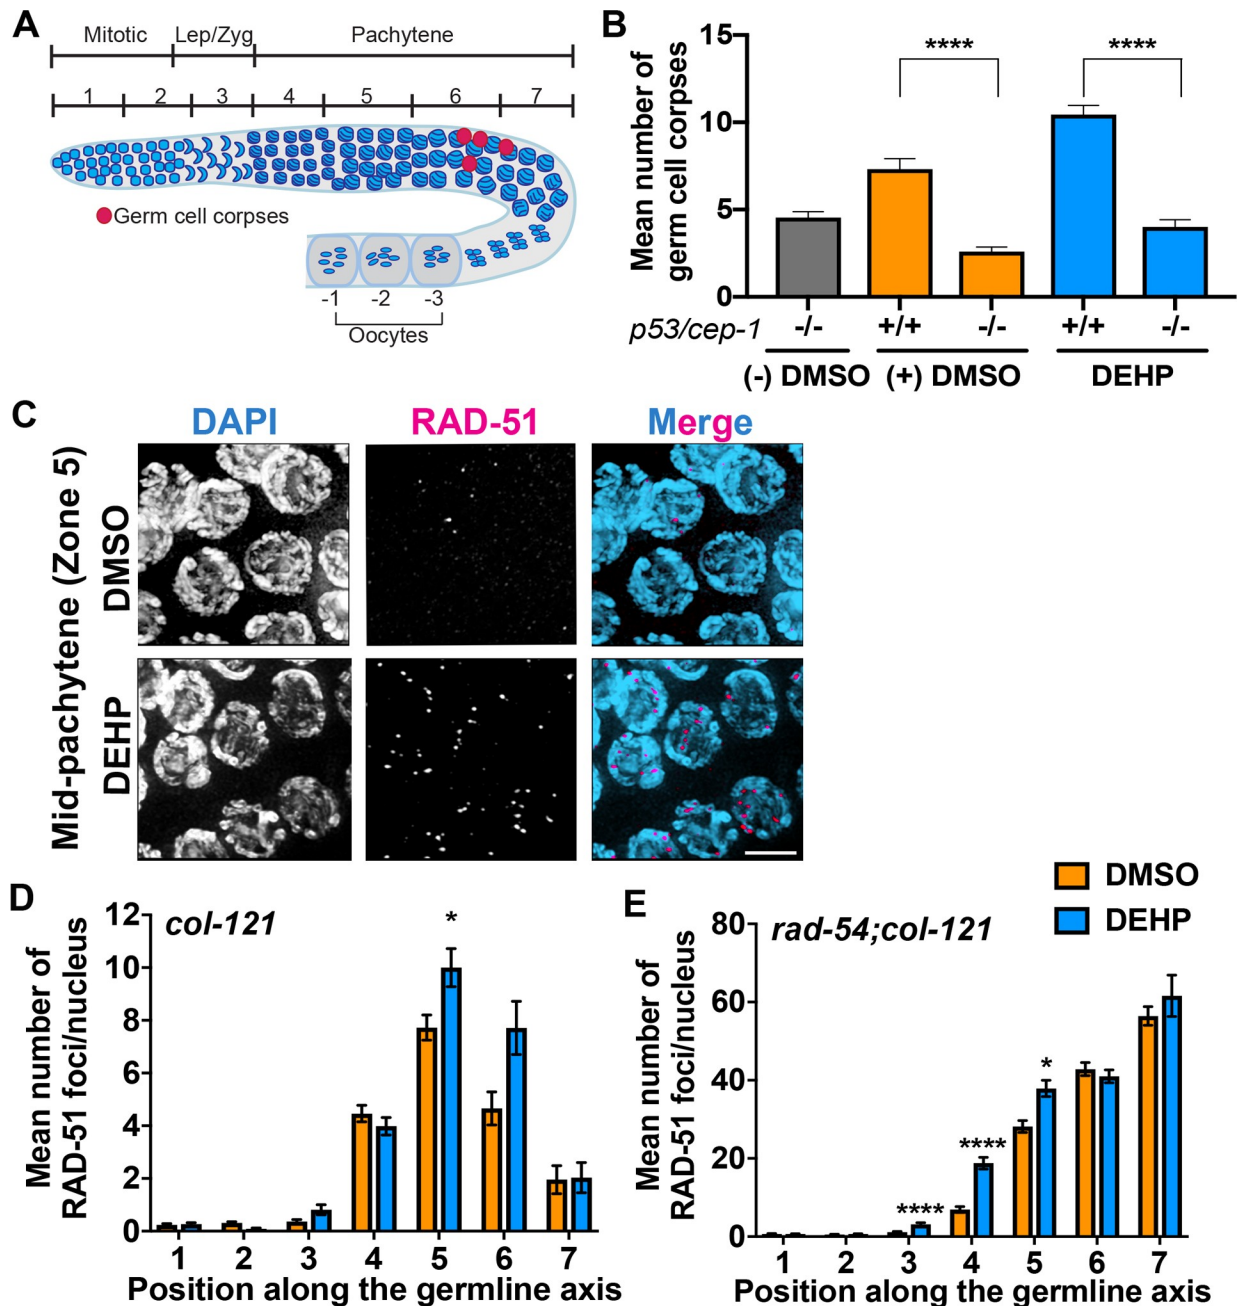 A
Mitotic Lep/Zyg Pachytene
1 2 3 4 5 6 7
Germ cell corpses
-1 -2 -3
Oocytes
B
Mean number of
germ cell corpses
15
10
5
0
**** ****
p53/cep-1 -/- +/+ -/- +/+ -/-
(-) DMSO (+) DMSO DEHP
C
DAPI RAD-51 Merge
Mid-pachytene (Zone 5)
DMSO
DEHP
D
col-121
Mean number of
RAD-51 foci/nucleus
12
10
8
6
4
2
0
*
1 2 3 4 5 6 7
Position along the germline axis
DMSO
DEHP
E
rad-54;col-121
Mean number of
RAD-51 foci/nucleus
80
60
40
20
0
**** **** *
1 2 3 4 5 6 7
Position along the germline axis